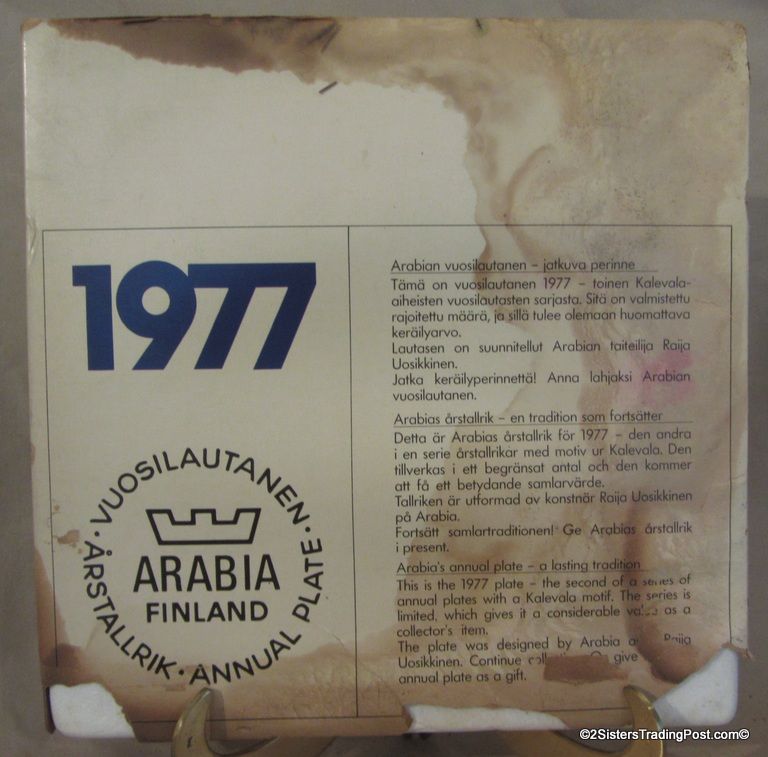 1977
Arabian vuosilautanen – jatkuva perinne
Tämä on vuosilautanen 1977 – toinen Kalevala-
aiheisten vuosilautasten sarjasta. Sitä on valmistettu
rajoitettu määrä, ja sillä tulee olemaan huomattava
keräilyarvo.
Lautasen on suunnitellut Arabian taiteilija Raija
Uosikkinen.
Jatka keräilyperinnettä! Anna lahjaksi Arabian
vuosilautanen.
Arabias årstallrik – en tradition som fortsätter
Detta är Arabias årstallrik för 1977 – den andra
i en serie årstallrikar med motiv ur Kalevala. Den
tillverkas i ett begränsat antal och den kommer
att få ett betydande samlarvärde.
Tallriken är utformad av konstnär Raija Uosikkinen
på Arabia.
Fortsätt samlartraditionen! Ge Arabias årstallrik
i present.
Arabia's annual plate – a lasting tradition
This is the 1977 plate – the second of a series of
annual plates with a Kalevala motif. The series is
limited, which gives it a considerable value as a
collector's item.
The plate was designed by Arabia Raija
Uosikkinen. Continue give
annual plate as a gift.
VUOSILAUTANEN · ANNUAL PLATE · ÅRSTALLRIK ·
ARABIA
FINLAND
©2SistersTradingPost.com©